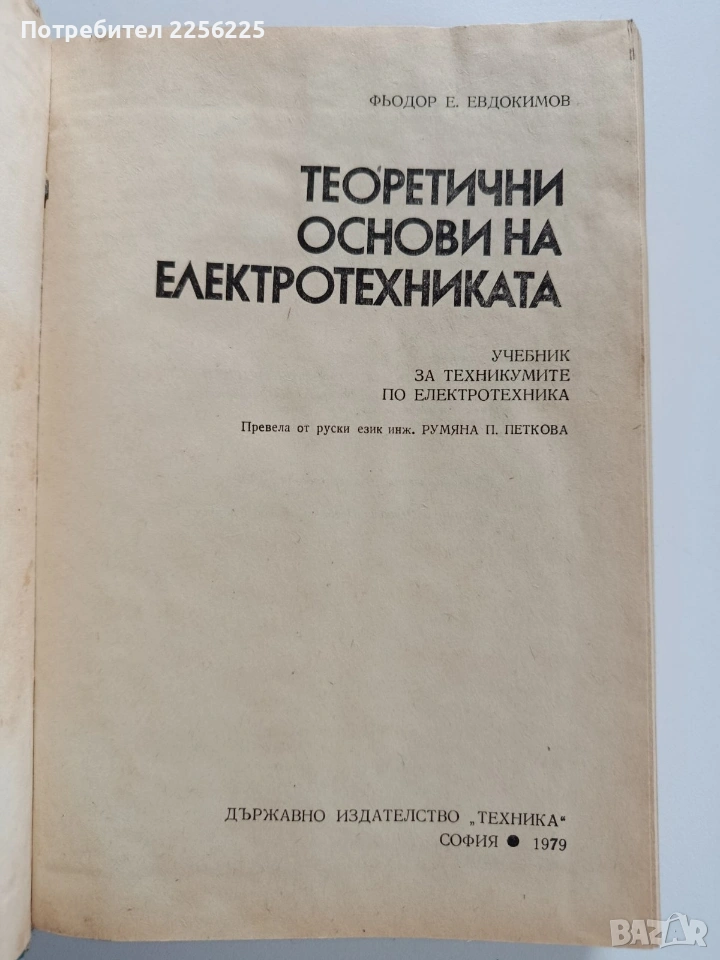 Потребител 2256225
ФЬОДОР Е. ЕВДОКИМОВ
ТЕОРЕТИЧНИ
ОСНОВИ НА
ЕЛЕКТРОТЕХНИКАТА
УЧЕБНИК
ЗА ТЕХНИКУМИТЕ
ПО ЕЛЕКТРОТЕХНИКА
Превела от руски език инж. РУМЯНА П. ПЕТКОВА
ДЪРЖАВНО ИЗДАТЕЛСТВО „ТЕХНИКА“
СОФИЯ ● 1979
BAZAR